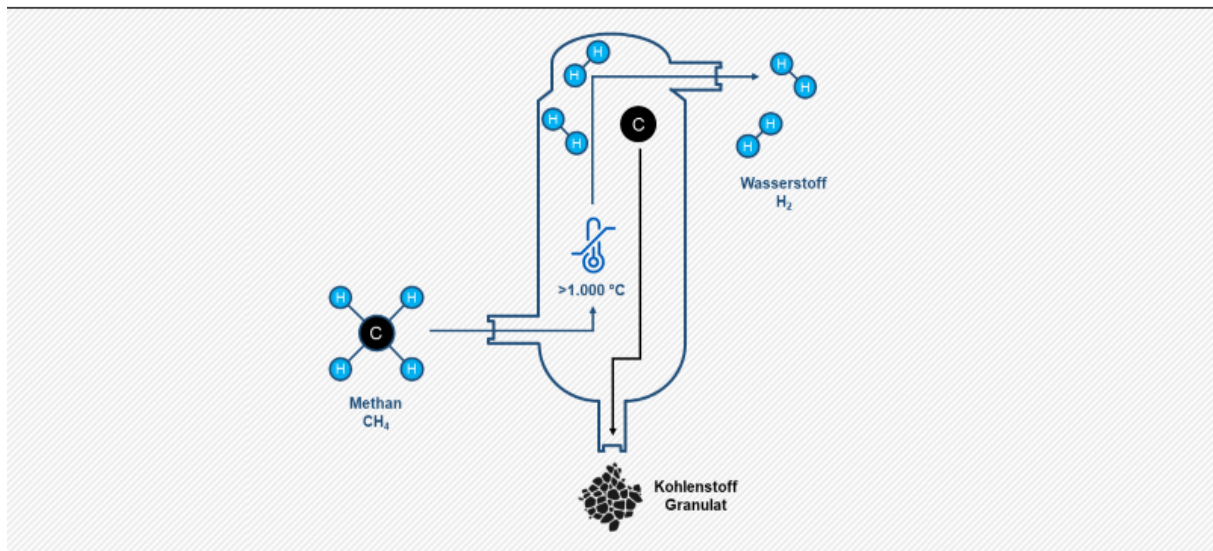 H
H
H
H
C
H
H
H
H
Wasserstoff
H₂
>1.000 °C
H
H
C
H
H
Methan
CH₄
Kohlenstoff
Granulat